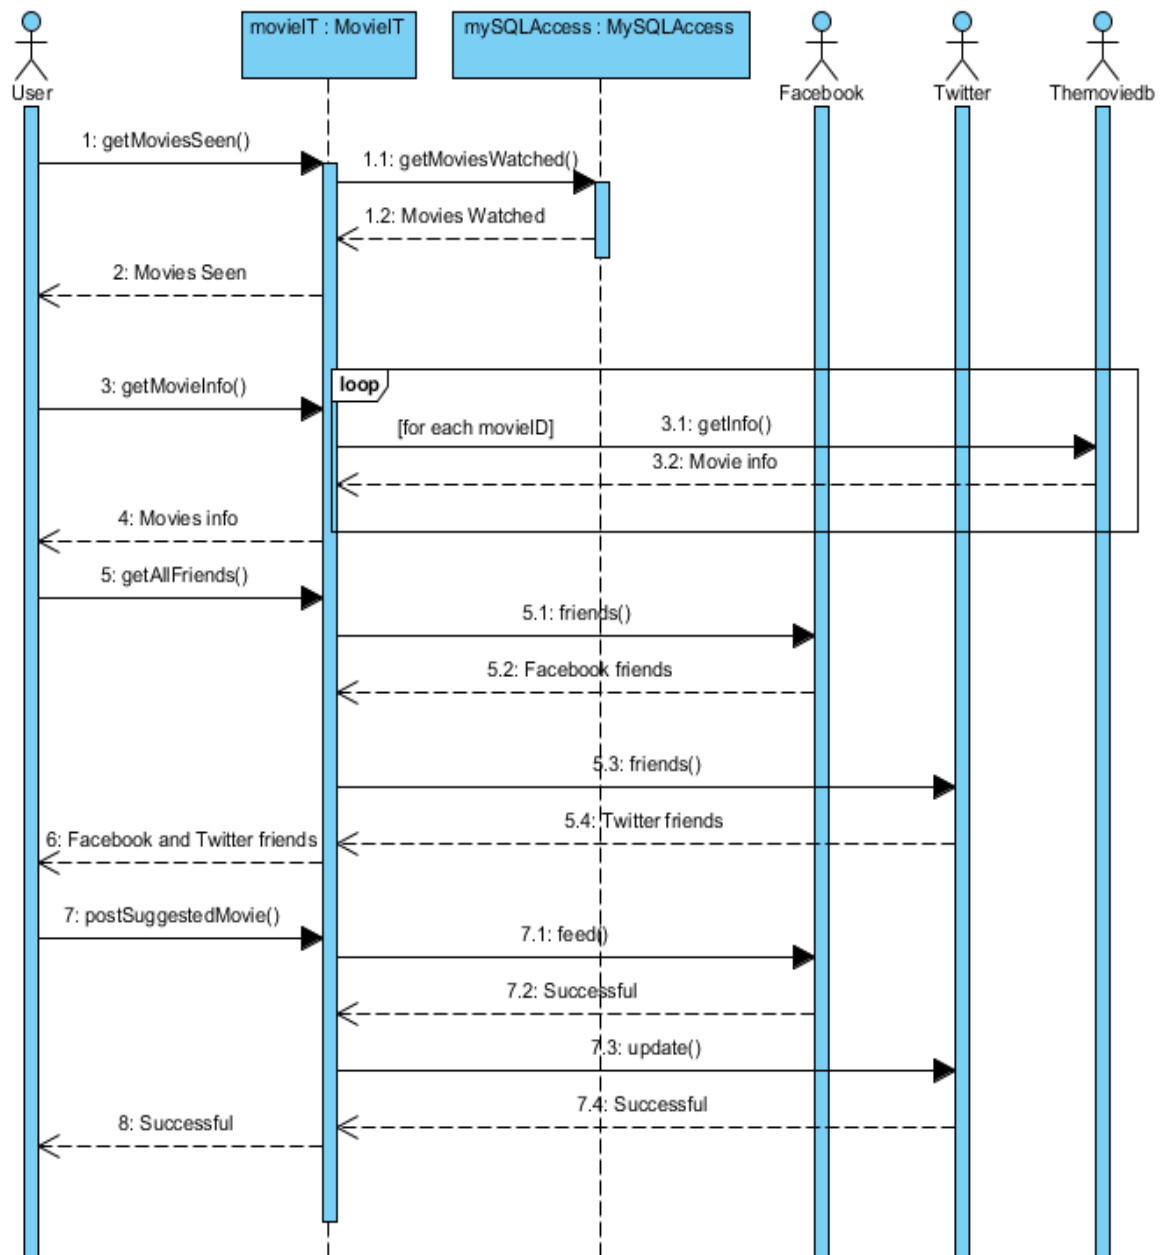 movieIT : MovieIT
mySQLAccess : MySQLAccess
User
Facebook
Twitter
Themoviedb
1: getMoviesSeen()
1.1: getMoviesWatched()
1.2: Movies Watched
2: Movies Seen
loop
3: getMovieInfo()
[for each movieID]
3.1: getInfo()
3.2: Movie info
4: Movies info
5: getAllFriends()
5.1: friends()
5.2: Facebook friends
5.3: friends()
5.4: Twitter friends
6: Facebook and Twitter friends
7: postSuggestedMovie()
7.1: feed()
7.2: Successful
7.3: update()
7.4: Successful
8: Successful